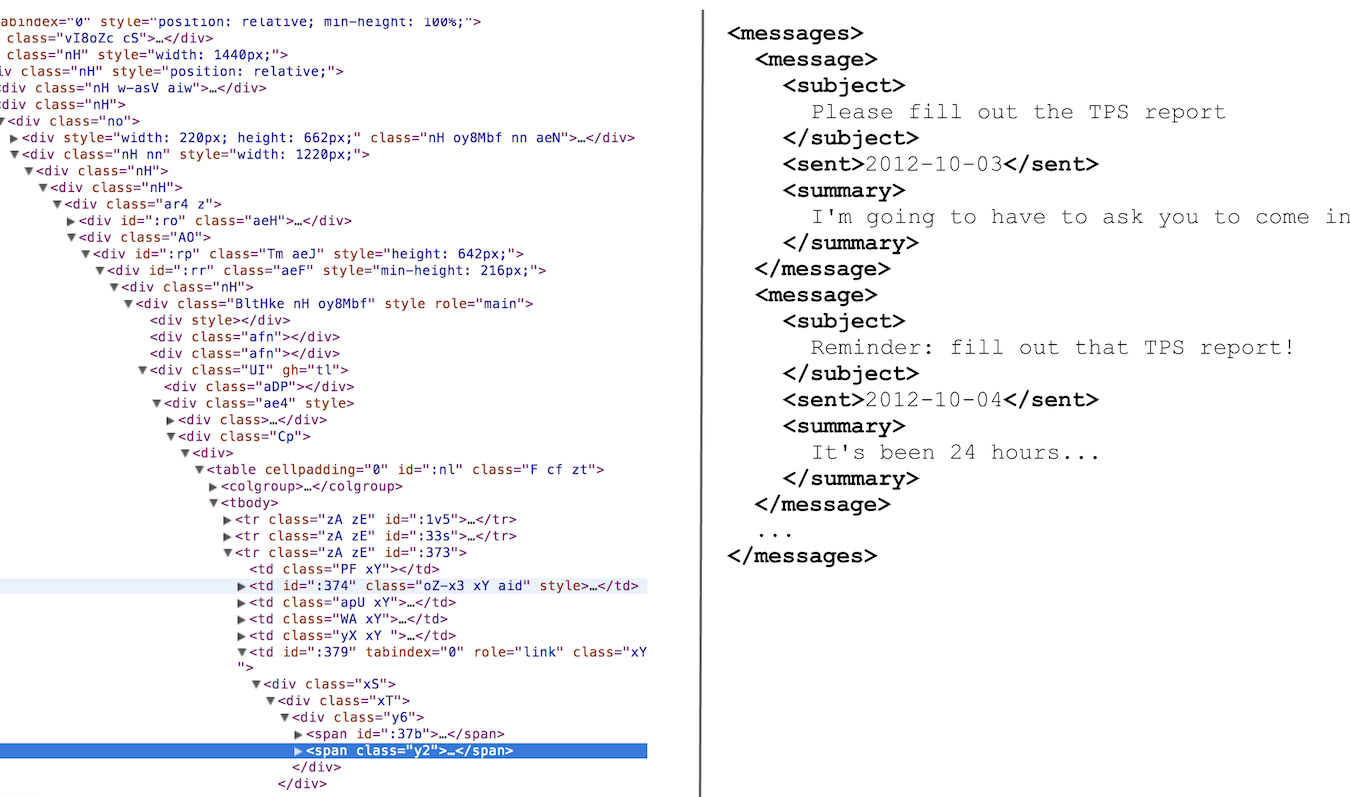 abindex="0" style="position: relative; min-height: 100%;">
class="vI8oZc cS">…</div>
class="nH" style="width: 1440px;">
iv class="nH" style="position: relative;">
div class="nH w-asV aiw">…</div>
div class="nH">
▼<div class="no">
▶<div style="width: 220px; height: 662px;" class="nH oy8Mbf nn aeN">…</div>
▼<div class="nH nn" style="width: 1220px;">
▼<div class="nH">
▼<div class="nH">
▼<div class="ar4 z">
▶<div id=":ro" class="aeH">…</div>
▼<div class="AO">
▼<div id=":rp" class="Tm aeJ" style="height: 642px;">
▼<div id=":rr" class="aeF" style="min-height: 216px;">
▼<div class="nH">
▼<div class="BltHke nH oy8Mbf" style role="main">
<div style></div>
<div class="afn"></div>
<div class="afn"></div>
▼<div class="UI" gh="tl">
<div class="aDP"></div>
▼<div class="ae4" style>
▶<div class>…</div>
▼<div class="Cp">
▼<div>
▼<table cellpadding="0" id=":nl" class="F cf zt">
▶<colgroup>…</colgroup>
▼<tbody>
▶<tr class="zA zE" id=":1v5">…</tr>
▶<tr class="zA zE" id=":33s">…</tr>
▼<tr class="zA zE" id=":373">
<td class="PF xY"></td>
▶<td id=":374" class="oZ-x3 xY aid" style>…</td>
▶<td class="apU xY">…</td>
▶<td class="WA xY">…</td>
▶<td class="yX xY ">…</td>
▼<td id=":379" tabindex="0" role="link" class="xY
">
▼<div class="xS">
▼<div class="xT">
▼<div class="y6">
▶<span id=":37b">…</span>
▶<span class="y2">…</span>
</div>
</div>
<messages>
<message>
<subject>
Please fill out the TPS report
</subject>
<sent>2012-10-03</sent>
<summary>
I'm going to have to ask you to come in
</summary>
</message>
<message>
<subject>
Reminder: fill out that TPS report!
</subject>
<sent>2012-10-04</sent>
<summary>
It's been 24 hours...
</summary>
</message>
...
</messages>